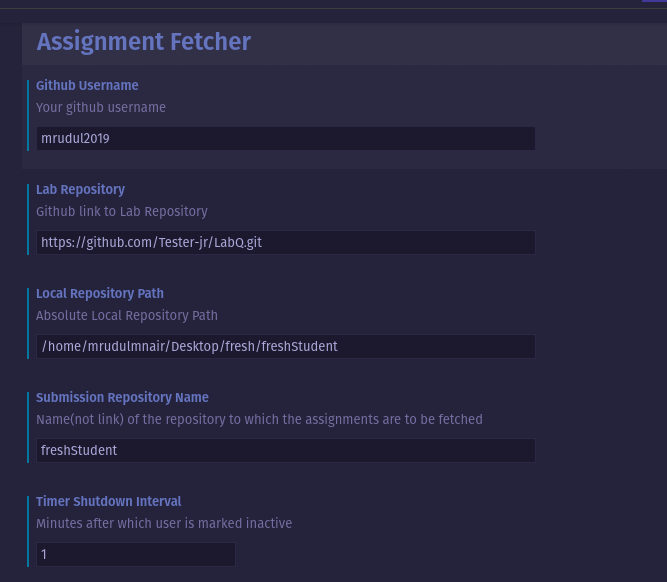 Assignment Fetcher
Github Username
Your github username
mrudul2019
Lab Repository
Github link to Lab Repository
https://github.com/Tester-jr/LabQ.git
Local Repository Path
Absolute Local Repository Path
/home/mrudulmnair/Desktop/fresh/freshStudent
Submission Repository Name
Name(not link) of the repository to which the assignments are to be fetched
freshStudent
Timer Shutdown Interval
Minutes after which user is marked inactive
1